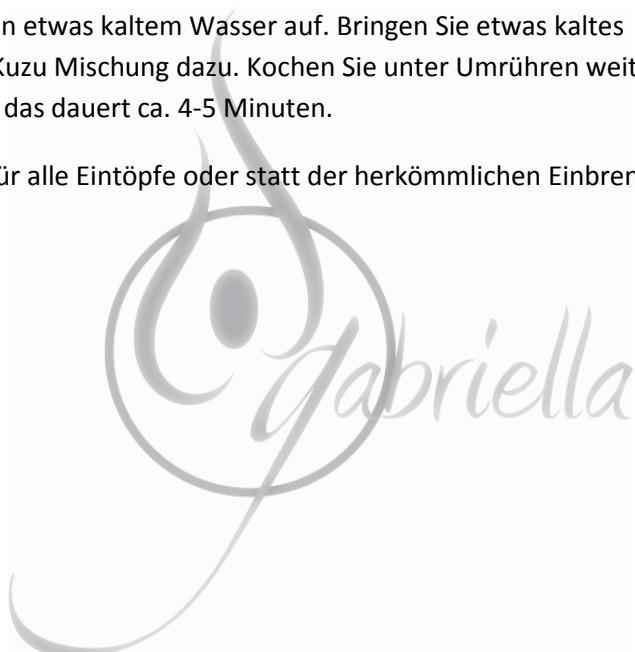 n etwas kaltem Wasser auf. Bringen Sie etwas kaltes
Kuzu Mischung dazu. Kochen Sie unter Umrühren weit
das dauert ca. 4-5 Minuten.
ür alle Eintöpfe oder statt der herkömmlichen Einbren
gabriella